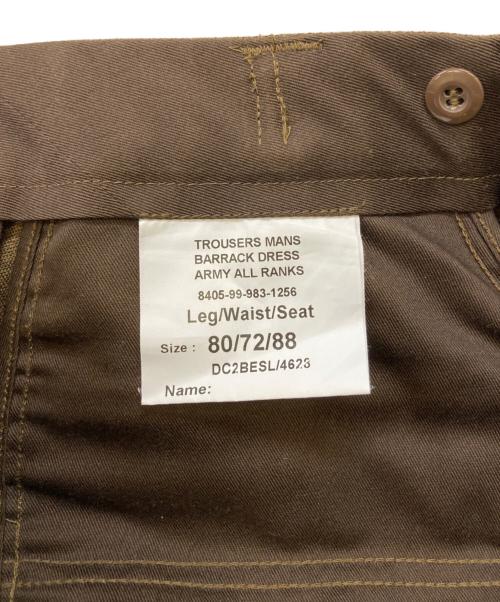 TROUSERS MANS
BARRACK DRESS
ARMY ALL RANKS
8405-99-983-1256
Leg/Waist/Seat
Size : 80/72/88
DC2BESL/4623
Name: